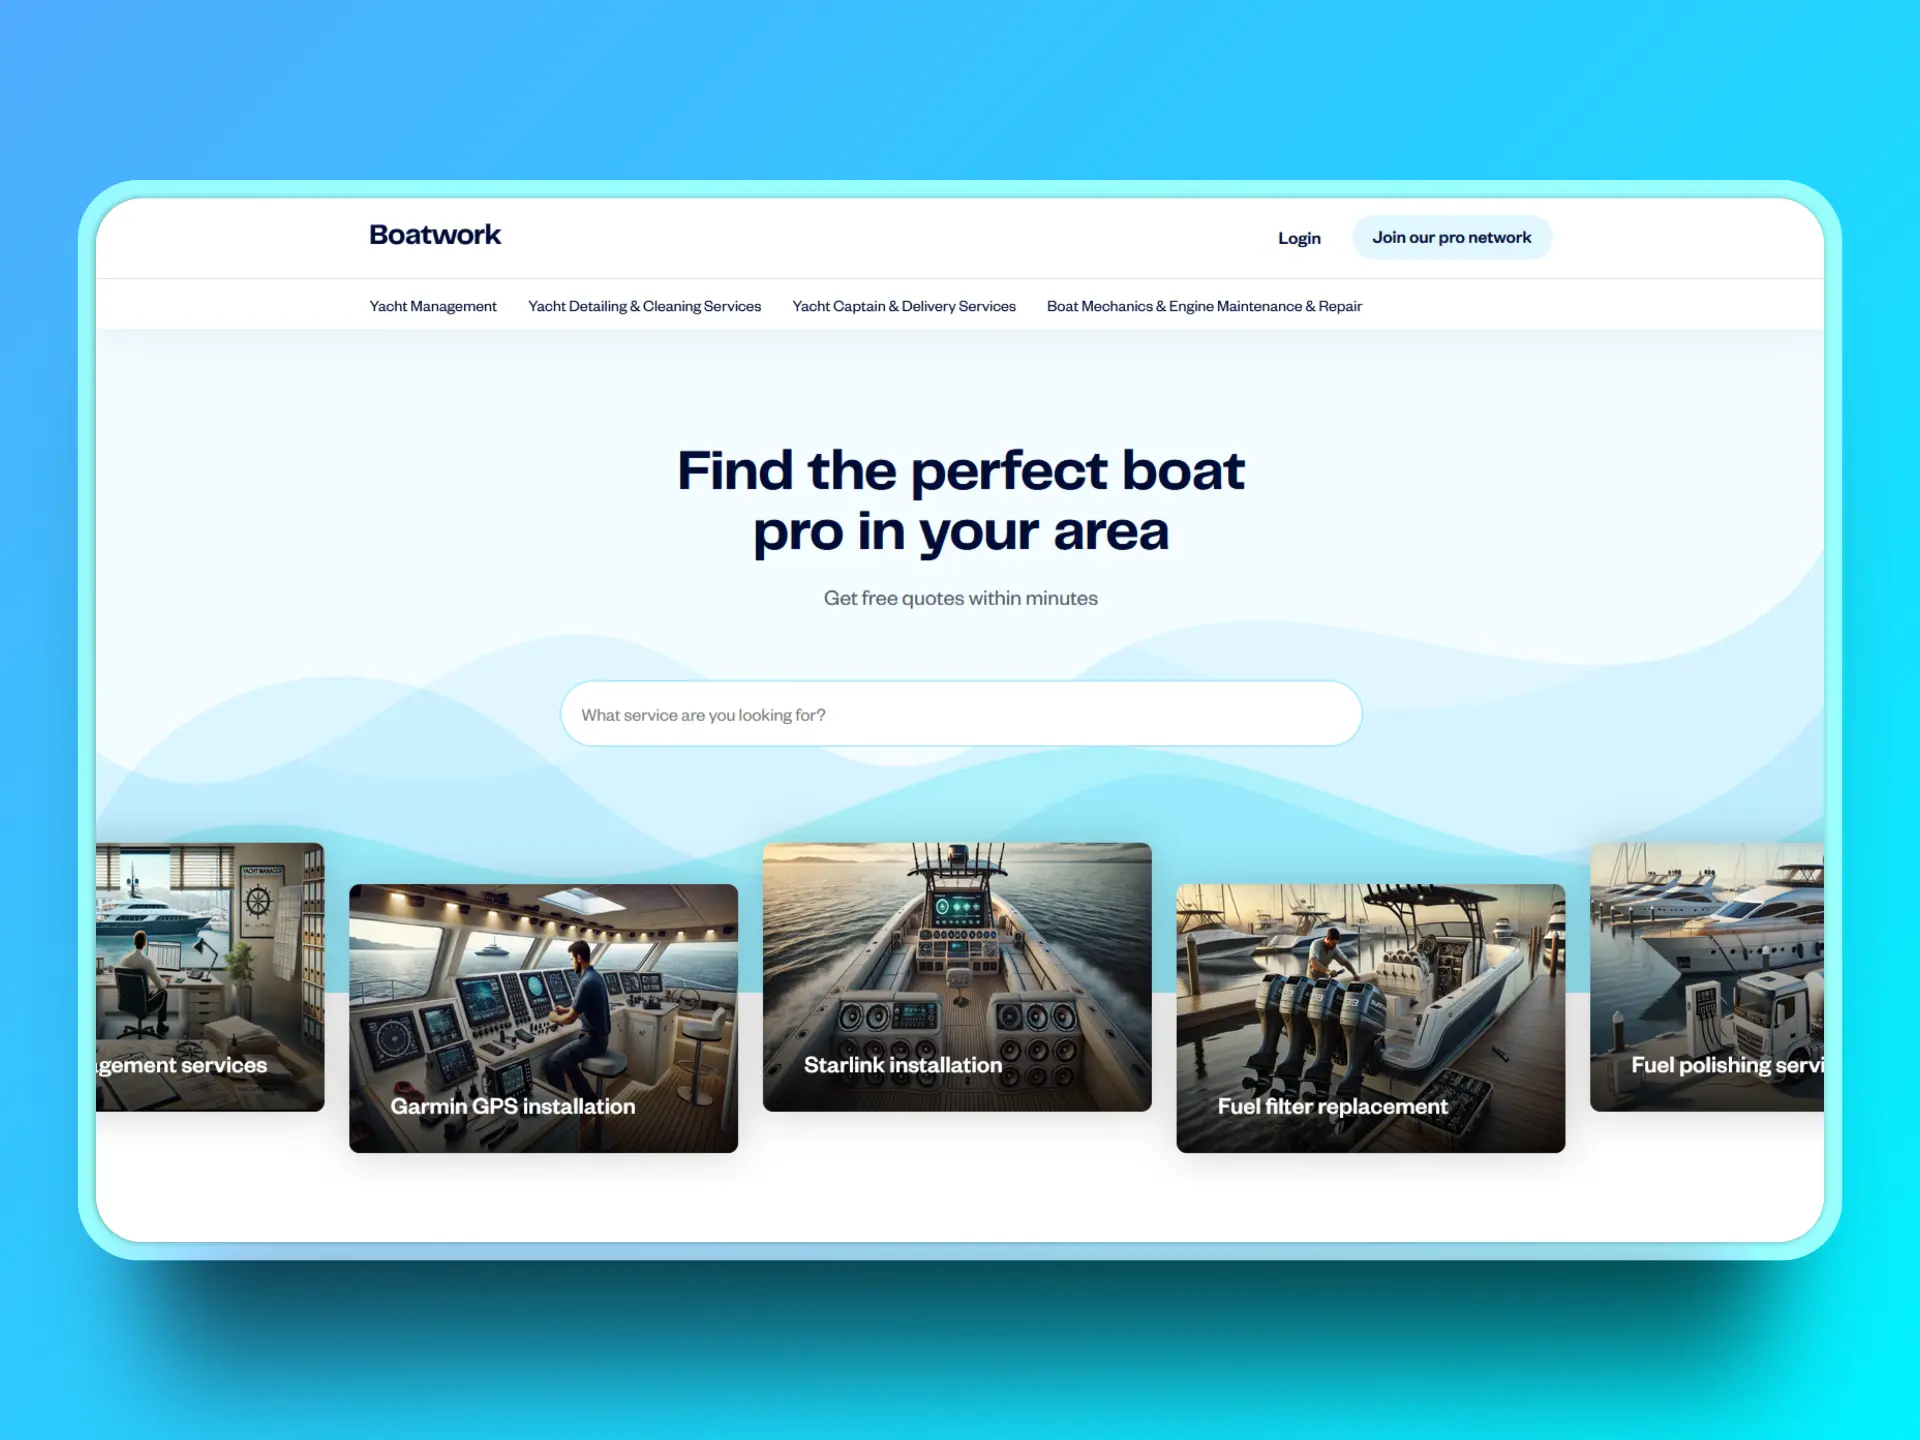 Boatwork
Login
Join our pro network
Yacht Management
Yacht Detailing & Cleaning Services
Yacht Captain & Delivery Services
Boat Mechanics & Engine Maintenance & Repair
Find the perfect boat
pro in your area
Get free quotes within minutes
What service are you looking for?
YACHT MANAGER
gement services
Garmin GPS installation
Starlink installation
Fuel filter replacement
Fuel polishing servi